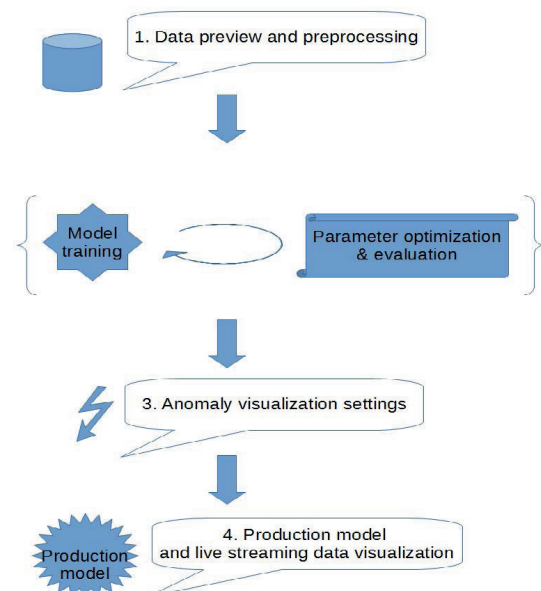 1. Data preview and preprocessing
Model
training
Parameter optimization
& evaluation
3. Anomaly visualization settings
Production
model
4. Production model
and live streaming data visualization